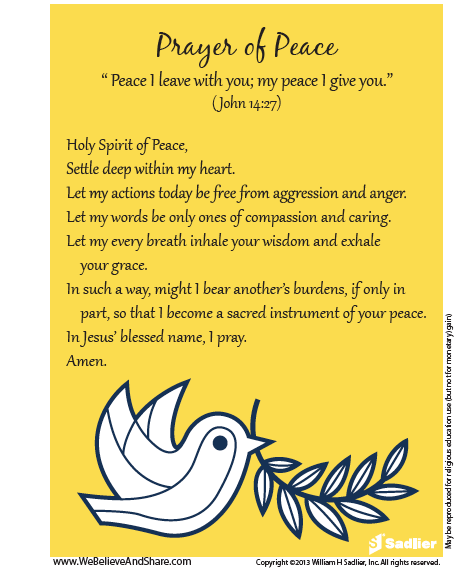 Prayer of Peace
“ Peace I leave with you; my peace I give you.”
( John 14:27)
Holy Spirit of Peace,
Settle deep within my heart.
Let my actions today be free from aggression and anger.
Let my words be only ones of compassion and caring.
Let my every breath inhale your wisdom and exhale
your grace.
In such a way, might I bear another’s burdens, if only in
part, so that I become a sacred instrument of your peace.
In Jesus’ blessed name, I pray.
Amen.
Sadlier
www.WeBelieveAndShare.com
Copyright ©2013 William H Sadlier, Inc. All rights reserved.
May be reproduced for religious education use (but not for monetary gain)